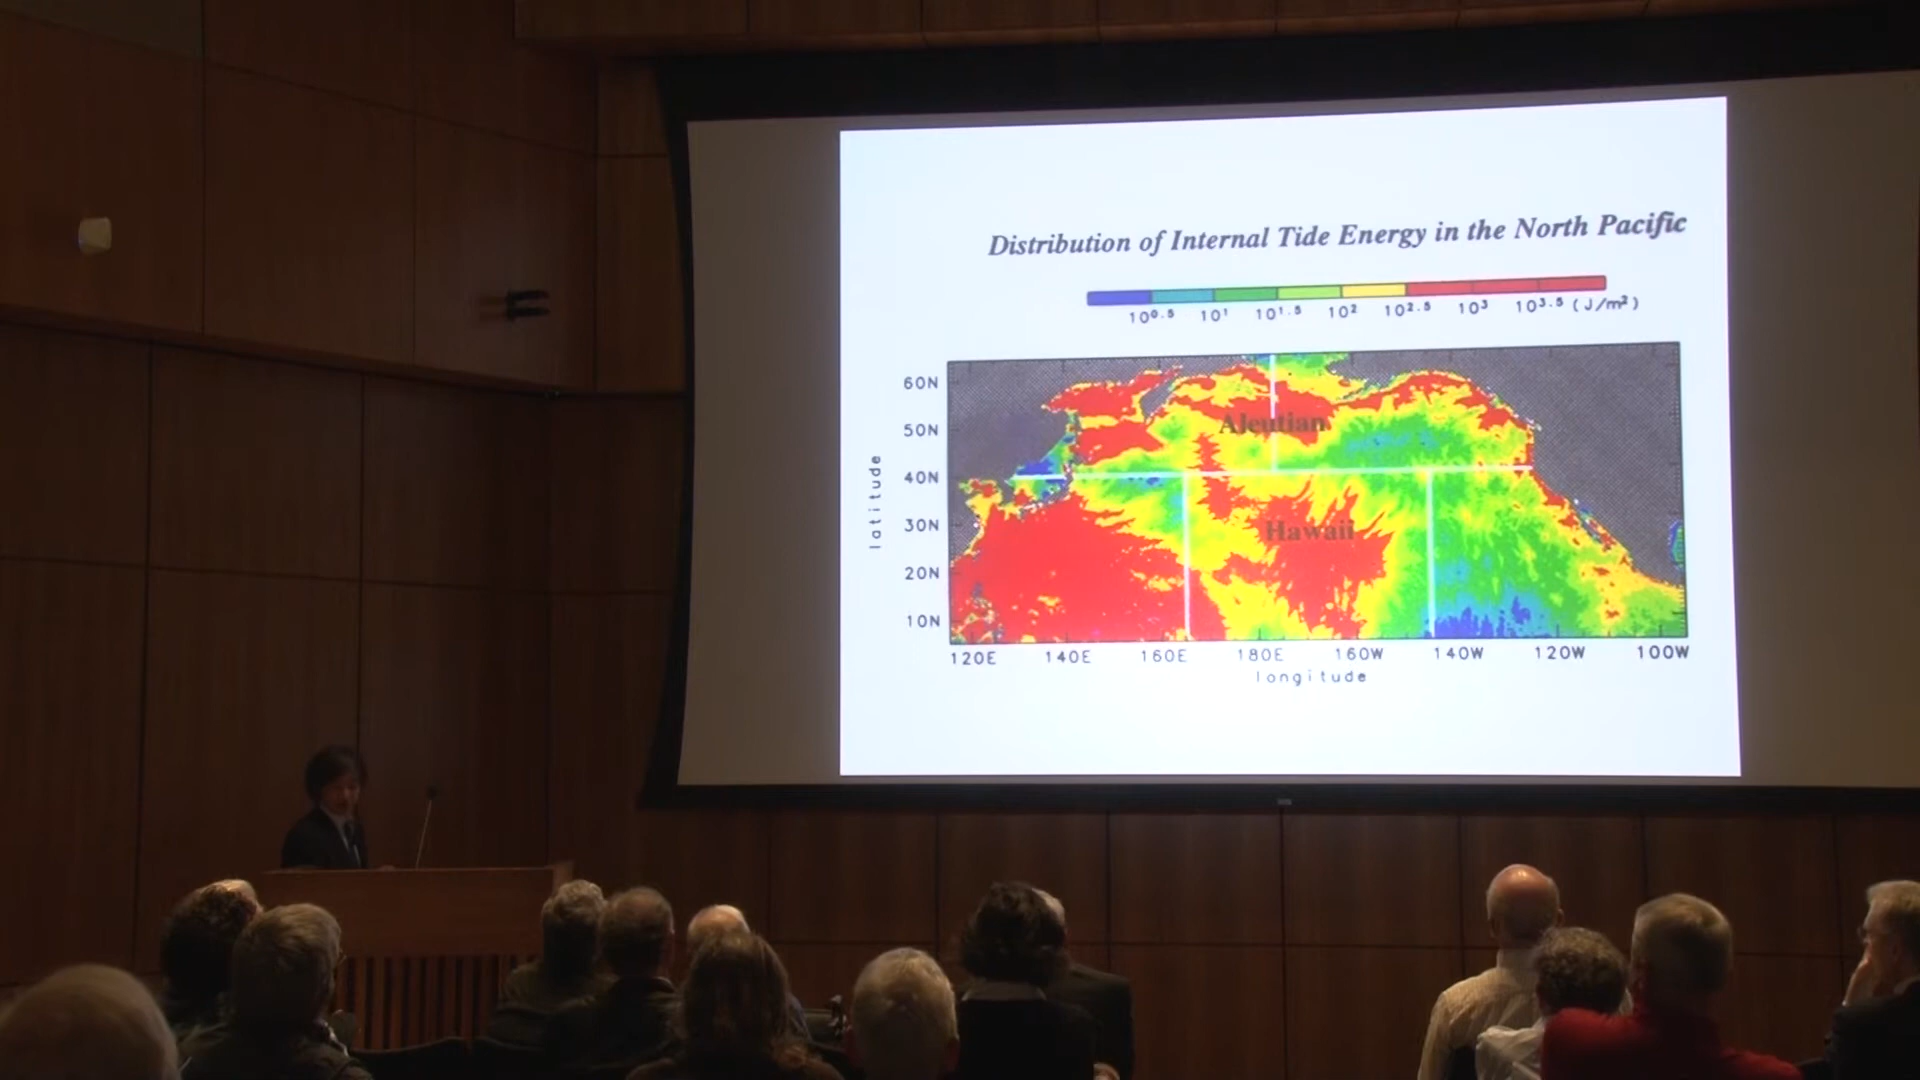 Distribution of Internal Tide Energy in the North Pacific
10^0.5 10^1 10^1.5 10^2 10^2.5 10^3 10^3.5 (J/m²)
60N
50N
40N
30N
20N
10N
latitude
Aleutian
Hawaii
120E 140E 160E 180E 160W 140W 120W 100W
longitude